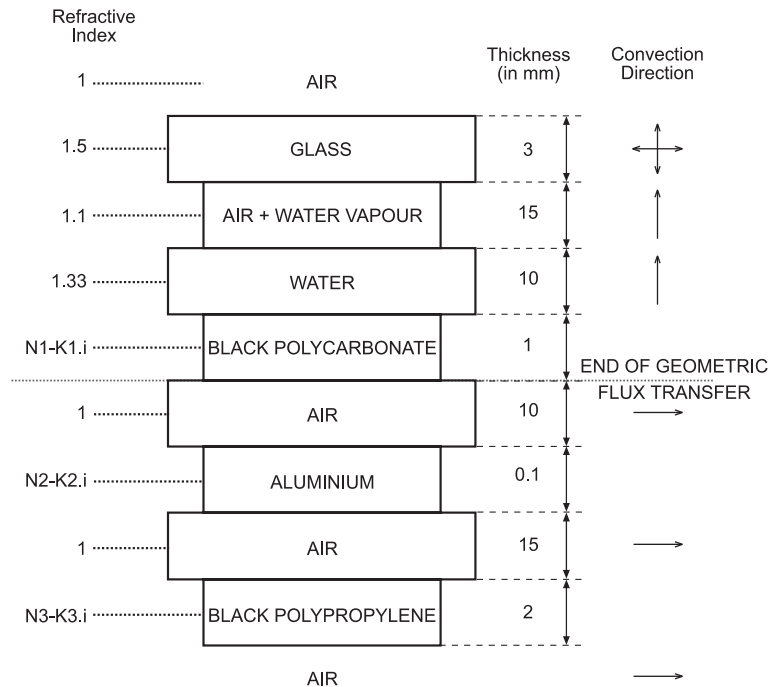 Refractive
Index
Thickness
(in mm)
Convection
Direction
1
AIR
1.5
GLASS
3
1.1
AIR + WATER VAPOUR
15
1.33
WATER
10
N1-K1.i
BLACK POLYCARBONATE
1
END OF GEOMETRIC
FLUX TRANSFER
1
AIR
10
N2-K2.i
ALUMINIUM
0.1
1
AIR
15
N3-K3.i
BLACK POLYPROPYLENE
2
AIR